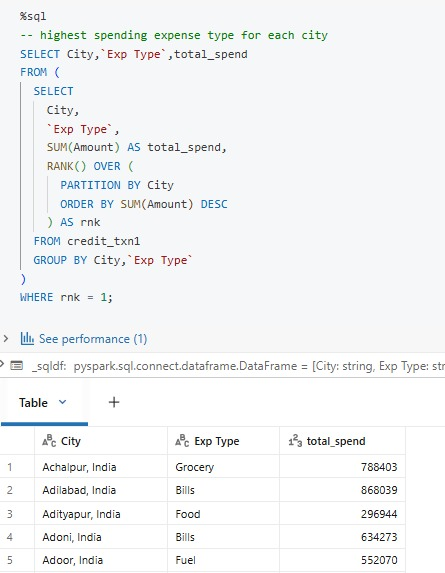 %sql
-- highest spending expense type for each city
SELECT City,`Exp Type`,total_spend
FROM (
SELECT
City,
`Exp Type`,
SUM(Amount) AS total_spend,
RANK() OVER (
PARTITION BY City
ORDER BY SUM(Amount) DESC
) AS rnk
FROM credit_txn1
GROUP BY City,`Exp Type`
)
WHERE rnk = 1;
See performance (1)
_sqldf: pyspark.sql.connect.dataframe.DataFrame = [City: string, Exp Type: str
Table +
ABC City ABC Exp Type 123 total_spend
1 Achalpur, India Grocery 788403
2 Adilabad, India Bills 868039
3 Adityapur, India Food 296944
4 Adoni, India Bills 634273
5 Adoor, India Fuel 552070